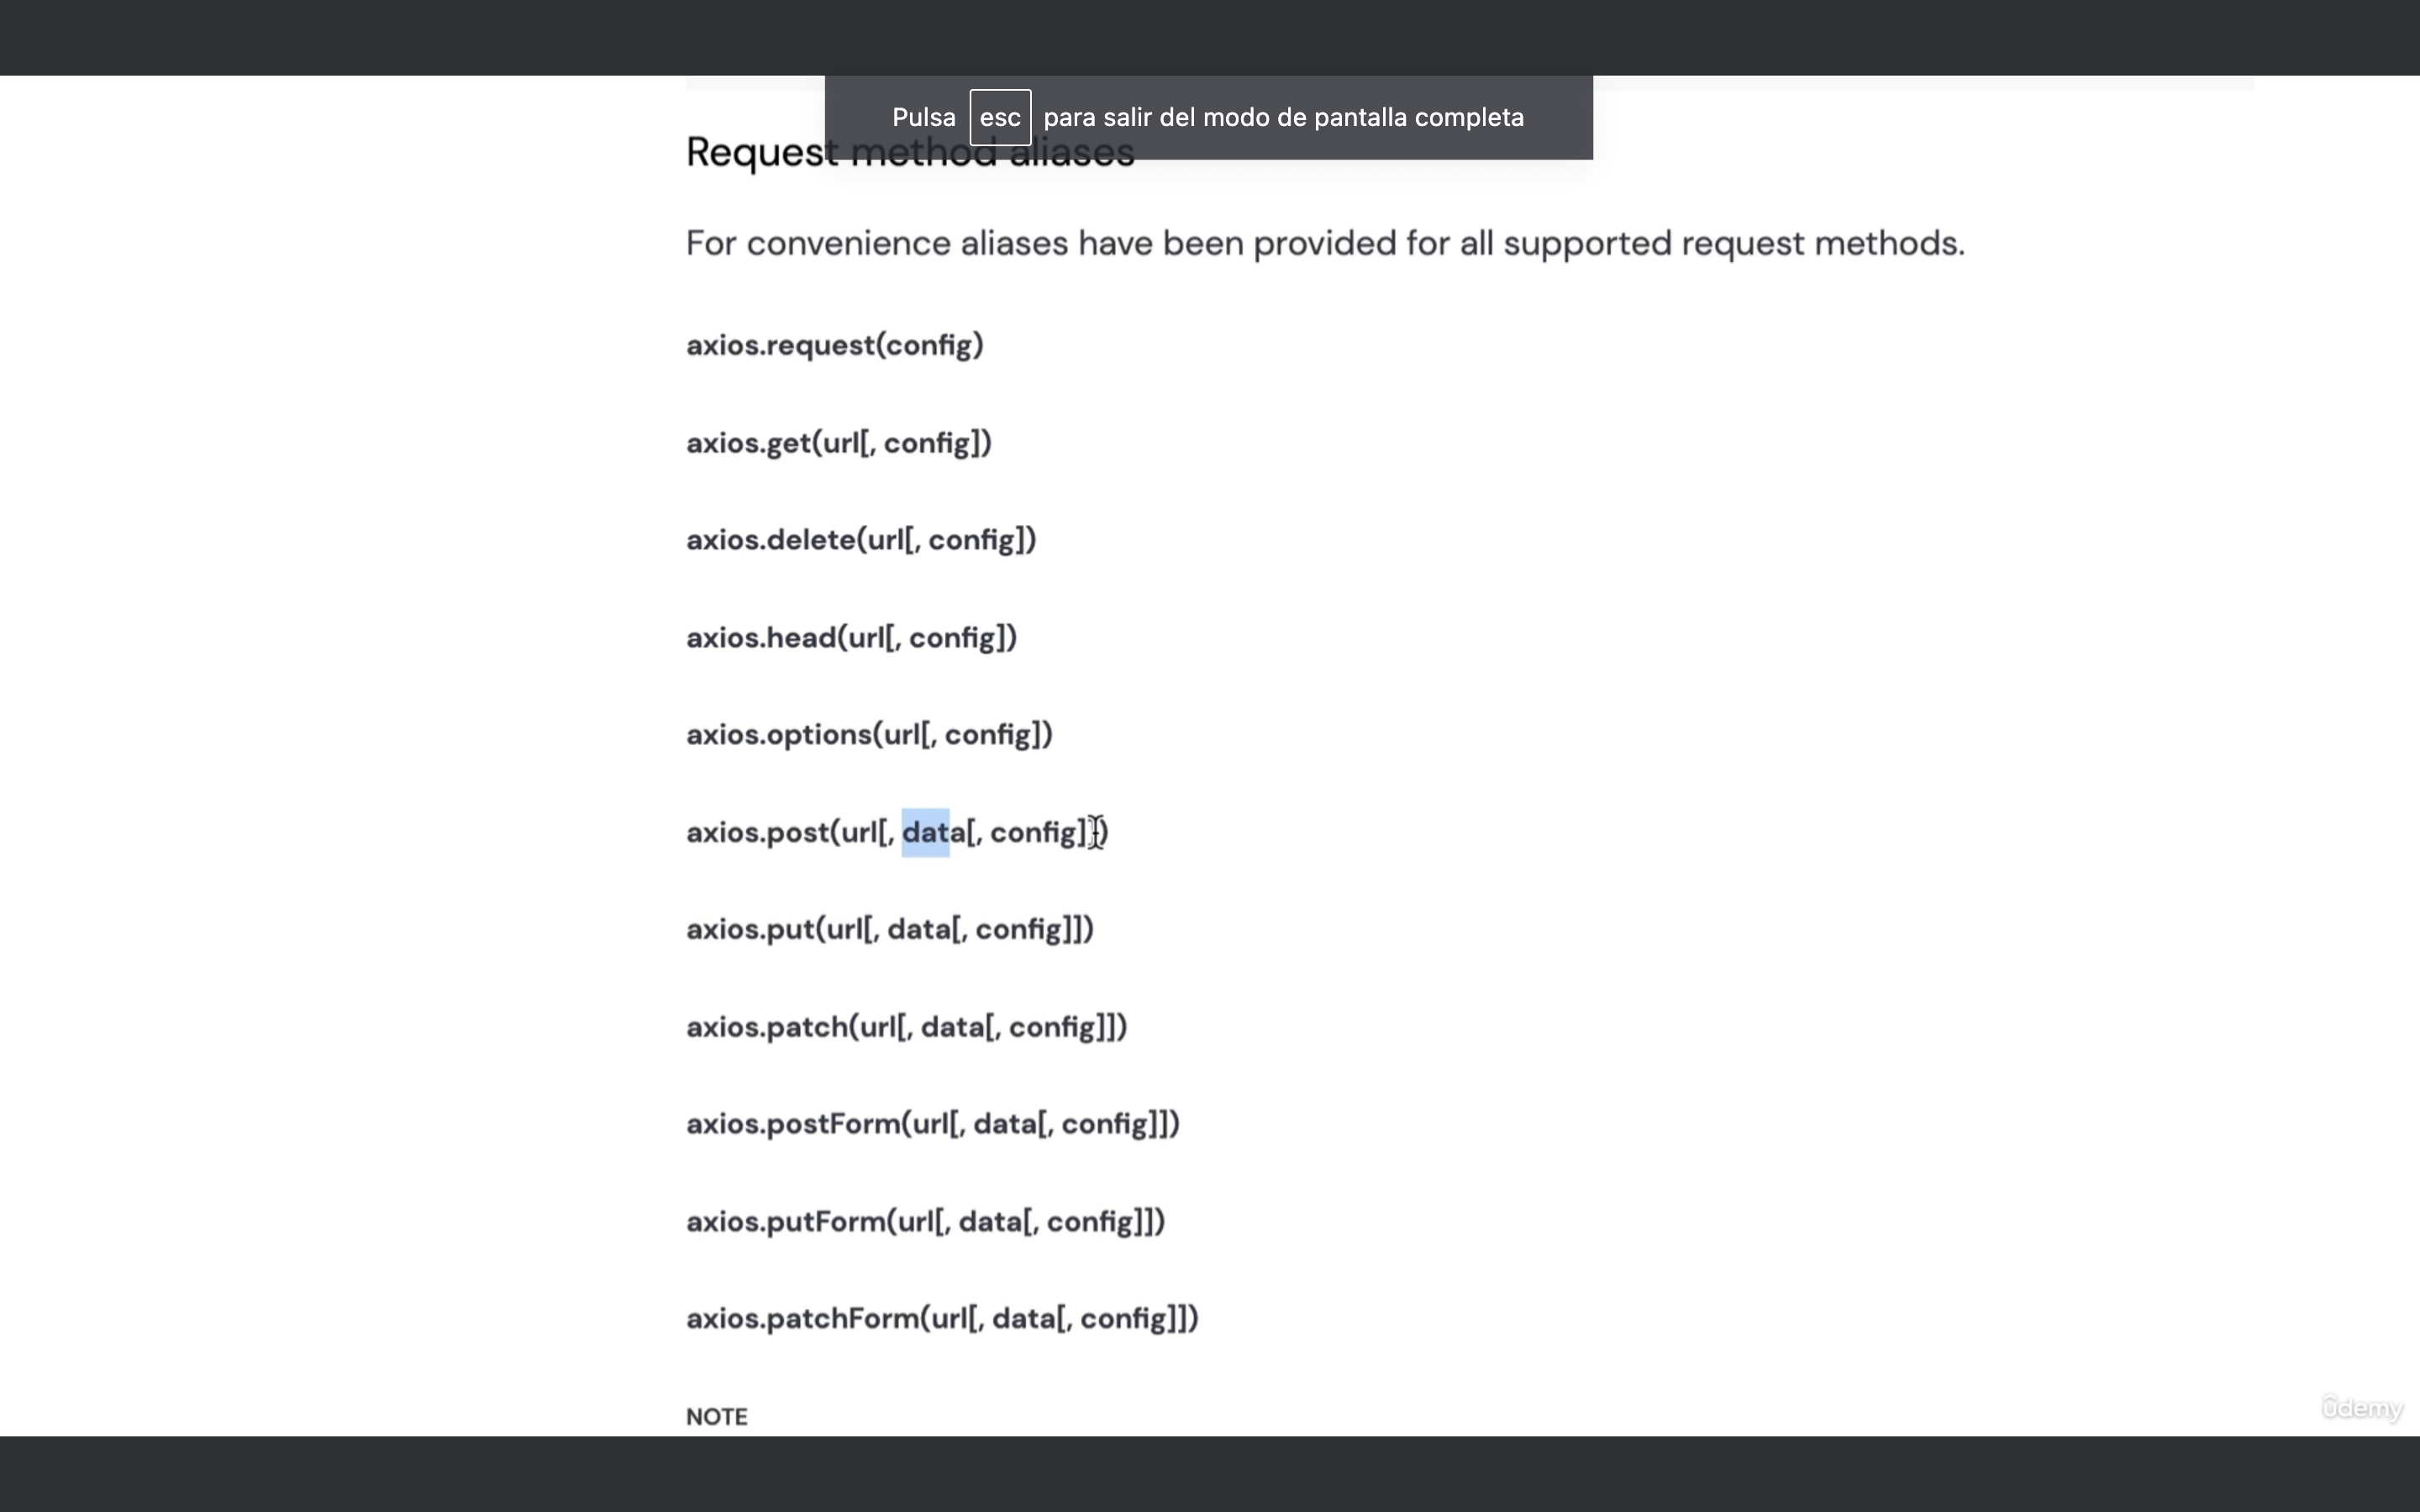 Pulsa esc para salir del modo de pantalla completa
Request method aliases
For convenience aliases have been provided for all supported request methods.
axios.request(config)
axios.get(url[, config])
axios.delete(url[, config])
axios.head(url[, config])
axios.options(url[, config])
axios.post(url[, data[, config]])
axios.put(url[, data[, config]])
axios.patch(url[, data[, config]])
axios.postForm(url[, data[, config]])
axios.putForm(url[, data[, config]])
axios.patchForm(url[, data[, config]])
NOTE
ûdemy